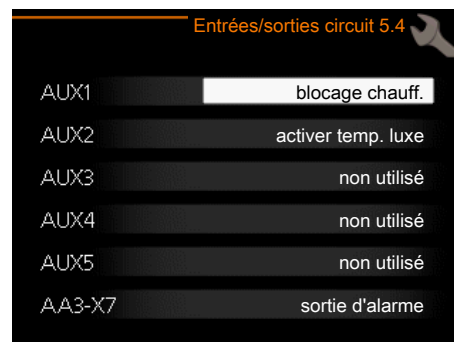 Entrées/sorties circuit 5.4
AUX1 blocage chauff.
AUX2 activer temp. luxe
AUX3 non utilisé
AUX4 non utilisé
AUX5 non utilisé
AA3-X7 sortie d'alarme